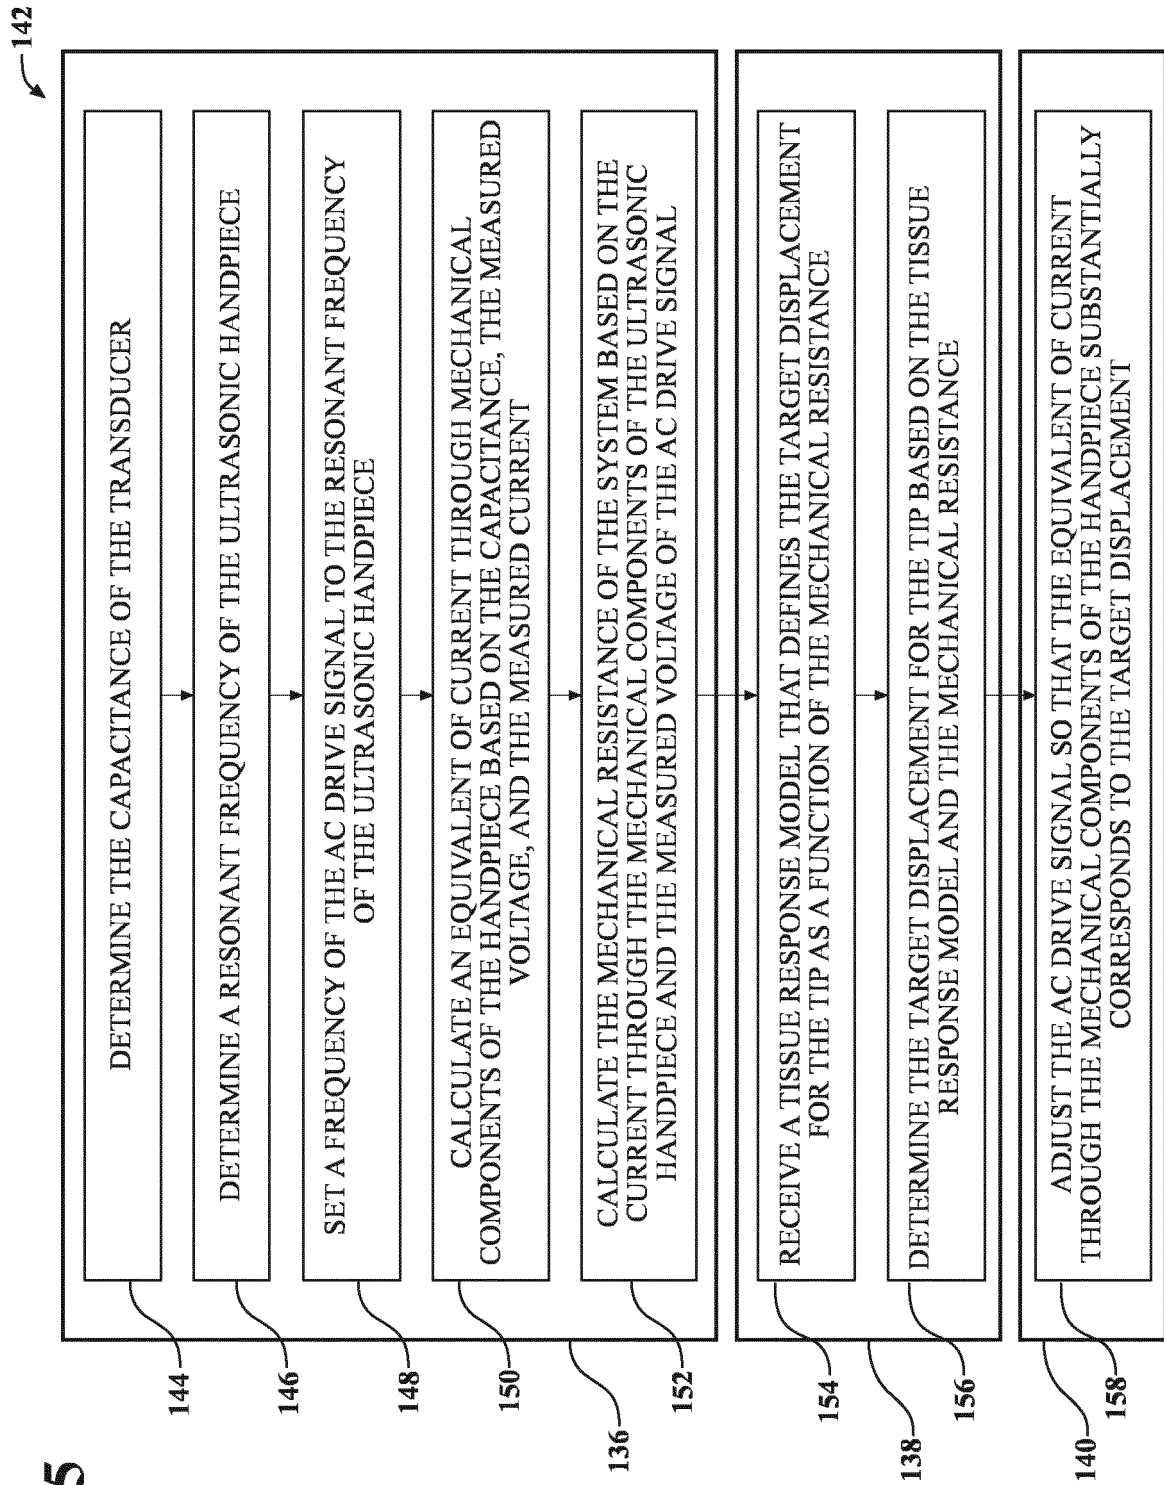 142
DETERMINE THE CAPACITANCE OF THE TRANSDUCER
144
DETERMINE A RESONANT FREQUENCY OF THE ULTRASONIC HANDPIECE
146
SET A FREQUENCY OF THE AC DRIVE SIGNAL TO THE RESONANT FREQUENCY
OF THE ULTRASONIC HANDPIECE
148
CALCULATE AN EQUIVALENT OF CURRENT THROUGH MECHANICAL
COMPONENTS OF THE HANDPIECE BASED ON THE CAPACITANCE, THE MEASURED
VOLTAGE, AND THE MEASURED CURRENT
150
CALCULATE THE MECHANICAL RESISTANCE OF THE SYSTEM BASED ON THE
CURRENT THROUGH THE MECHANICAL COMPONENTS OF THE ULTRASONIC
HANDPIECE AND THE MEASURED VOLTAGE OF THE AC DRIVE SIGNAL
152
136
RECEIVE A TISSUE RESPONSE MODEL THAT DEFINES THE TARGET DISPLACEMENT
FOR THE TIP AS A FUNCTION OF THE MECHANICAL RESISTANCE
154
DETERMINE THE TARGET DISPLACEMENT FOR THE TIP BASED ON THE TISSUE
RESPONSE MODEL AND THE MECHANICAL RESISTANCE
156
138
ADJUST THE AC DRIVE SIGNAL SO THAT THE EQUIVALENT OF CURRENT
THROUGH THE MECHANICAL COMPONENTS OF THE HANDPIECE SUBSTANTIALLY
CORRESPONDS TO THE TARGET DISPLACEMENT
158
140
5